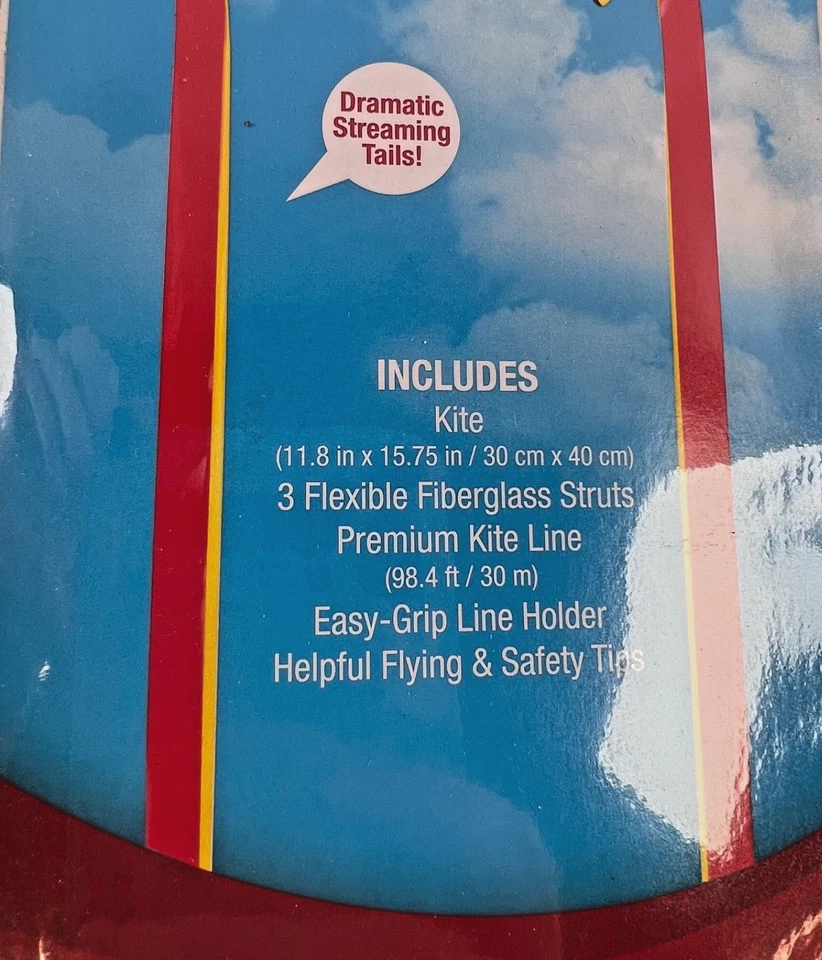 Dramatic
Streaming
Tails!
INCLUDES
Kite
(11.8 in x 15.75 in / 30 cm x 40 cm)
3 Flexible Fiberglass Struts
Premium Kite Line
(98.4 ft / 30 m)
Easy-Grip Line Holder
Helpful Flying & Safety Tips